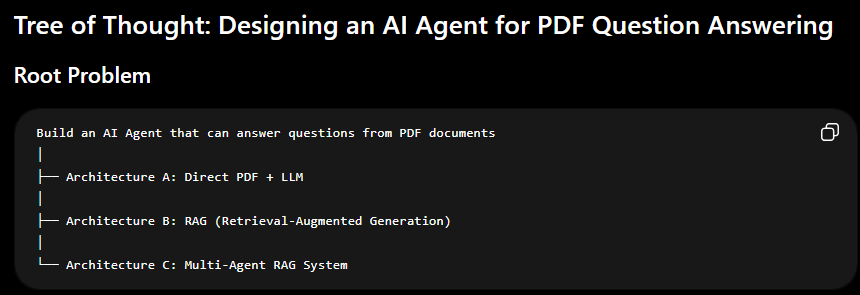 Tree of Thought: Designing an AI Agent for PDF Question Answering
Root Problem
Build an AI Agent that can answer questions from PDF documents
│
├── Architecture A: Direct PDF + LLM
│
├── Architecture B: RAG (Retrieval-Augmented Generation)
│
└── Architecture C: Multi-Agent RAG System